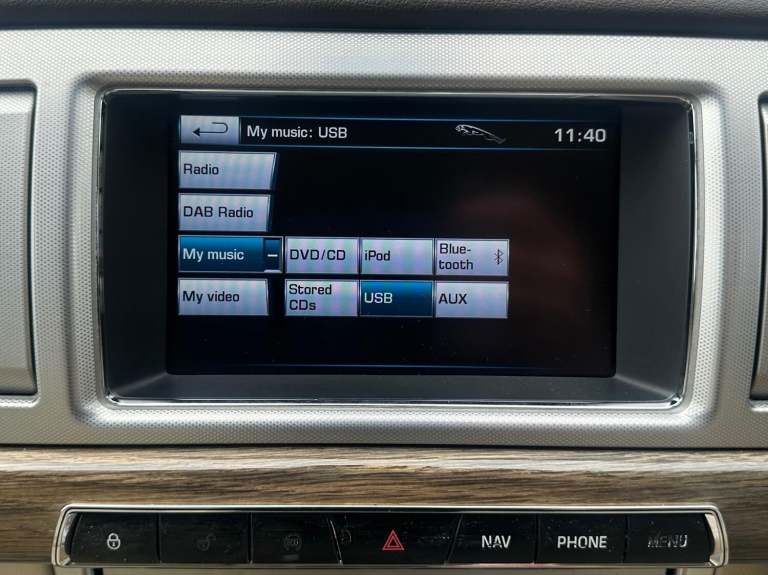 My music: USB 11:40
Radio
DAB Radio
My music – DVD/CD iPod Blue-
tooth
My video Stored
CDs USB AUX
NAV PHONE MENU